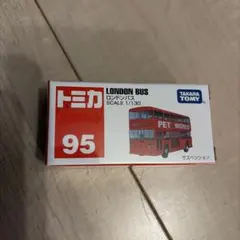 トミカ
95
LONDON BUS
ロンドンバス
SCALE 1/130
TAKARA
TOMY
PET WORLD
サスペンション